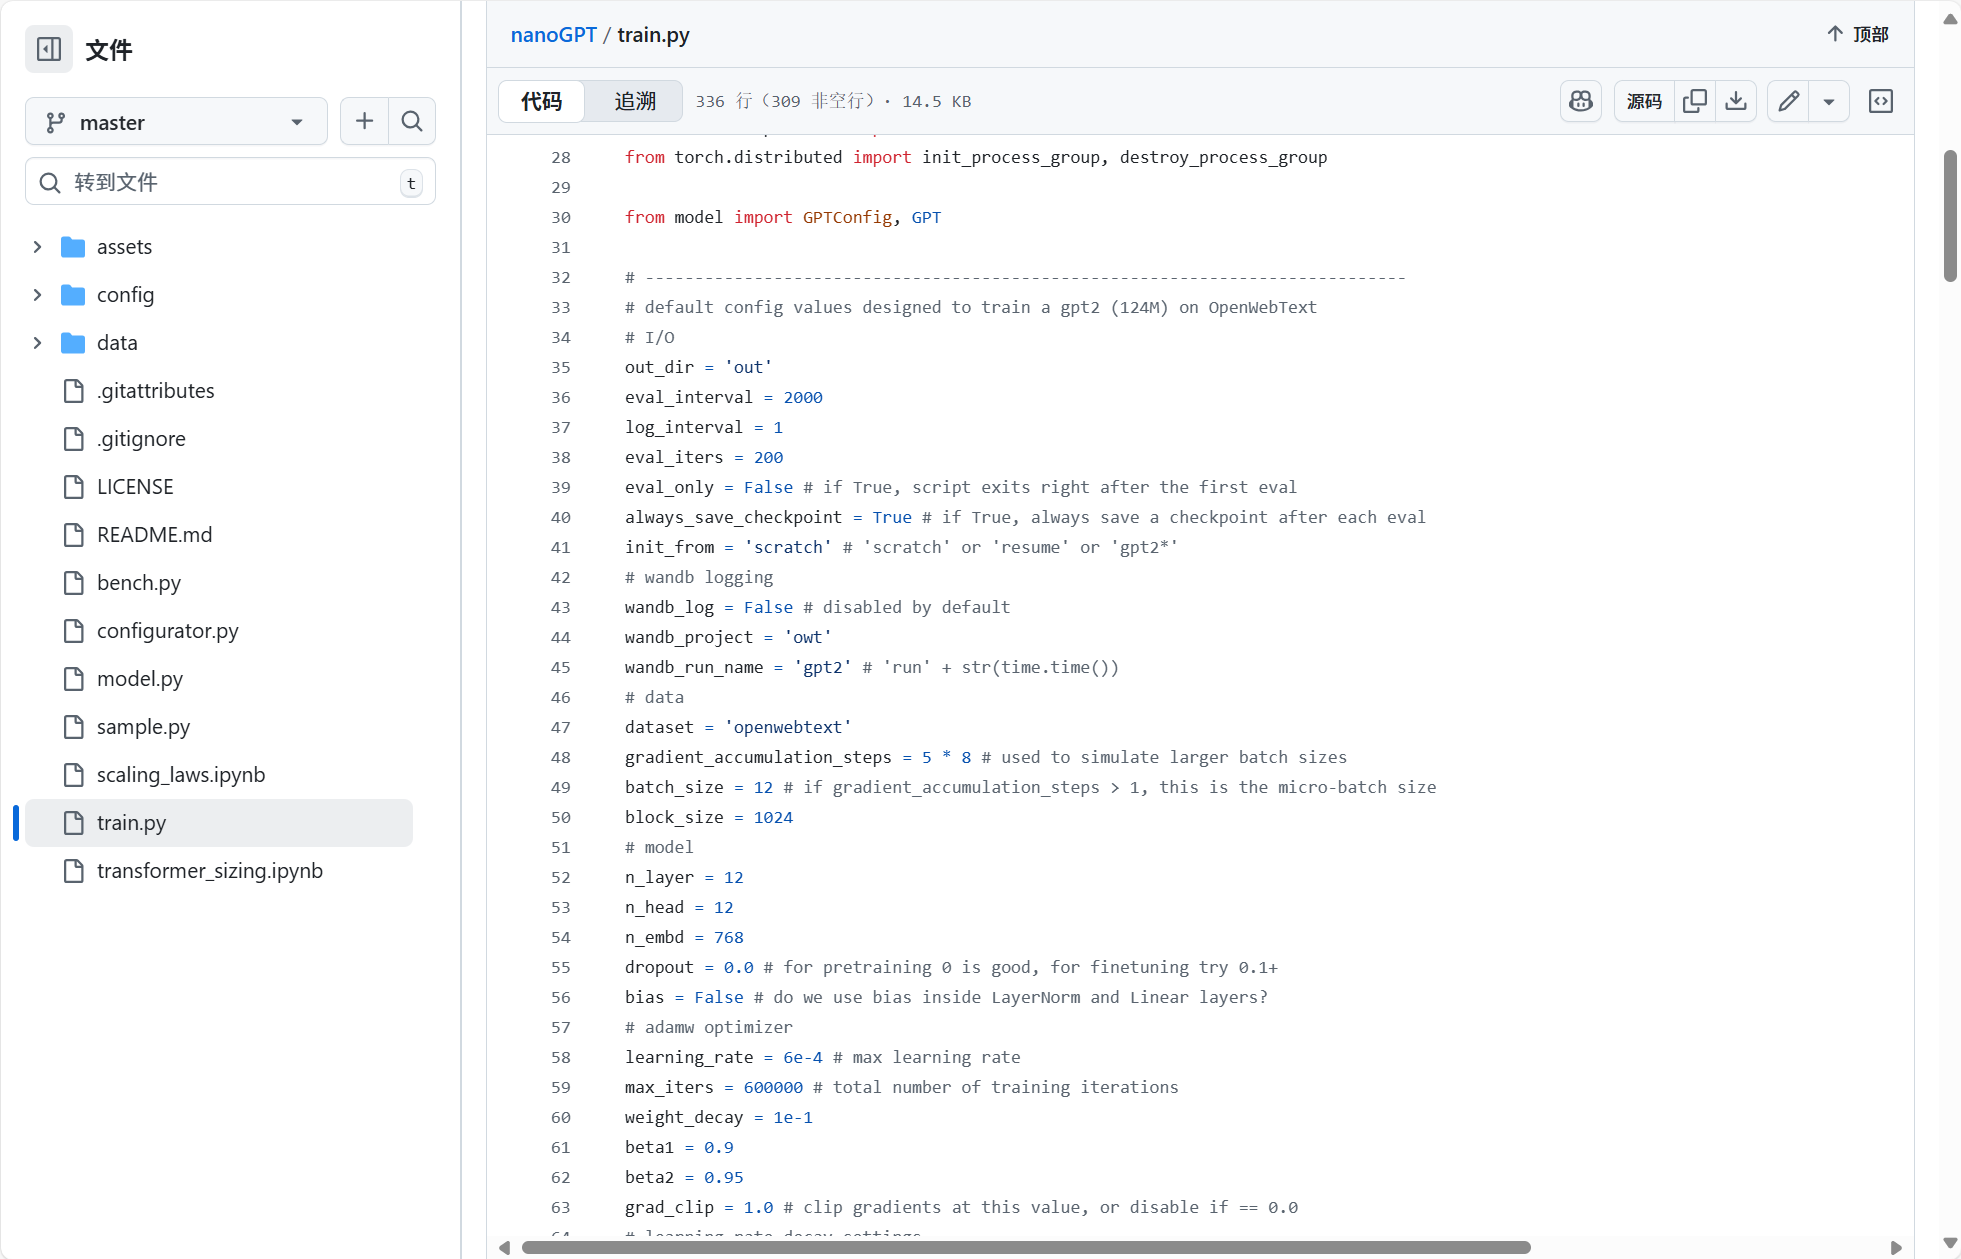 文件
master
转到文件
t
assets
config
data
.gitattributes
.gitignore
LICENSE
README.md
bench.py
configurator.py
model.py
sample.py
scaling_laws.ipynb
train.py
transformer_sizing.ipynb
nanoGPT / train.py
顶部
代码 追溯 336 行 (309 非空行) · 14.5 KB
源码
28 from torch.distributed import init_process_group, destroy_process_group
29
30 from model import GPTConfig, GPT
31
32 # -----------------------------------------------------------------------------
33 # default config values designed to train a gpt2 (124M) on OpenWebText
34 # I/O
35 out_dir = 'out'
36 eval_interval = 2000
37 log_interval = 1
38 eval_iters = 200
39 eval_only = False # if True, script exits right after the first eval
40 always_save_checkpoint = True # if True, always save a checkpoint after each eval
41 init_from = 'scratch' # 'scratch' or 'resume' or 'gpt2*'
42 # wandb logging
43 wandb_log = False # disabled by default
44 wandb_project = 'owt'
45 wandb_run_name = 'gpt2' # 'run' + str(time.time())
46 # data
47 dataset = 'openwebtext'
48 gradient_accumulation_steps = 5 * 8 # used to simulate larger batch sizes
49 batch_size = 12 # if gradient_accumulation_steps > 1, this is the micro-batch size
50 block_size = 1024
51 # model
52 n_layer = 12
53 n_head = 12
54 n_embd = 768
55 dropout = 0.0 # for pretraining 0 is good, for finetuning try 0.1+
56 bias = False # do we use bias inside LayerNorm and Linear layers?
57 # adamw optimizer
58 learning_rate = 6e-4 # max learning rate
59 max_iters = 600000 # total number of training iterations
60 weight_decay = 1e-1
61 beta1 = 0.9
62 beta2 = 0.95
63 grad_clip = 1.0 # clip gradients at this value, or disable if == 0.0
64 # learning rate decay settings